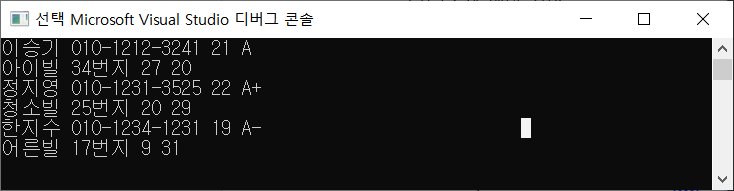 선택 Microsoft Visual Studio 디버그 콘솔
이승기 010-1212-3241 21 A
아이빌 34번지 27 20
정지영 010-1231-3525 22 A+
청소빌 25번지 20 29
한지수 010-1234-1231 19 A-
어른빌 17번지 9 31